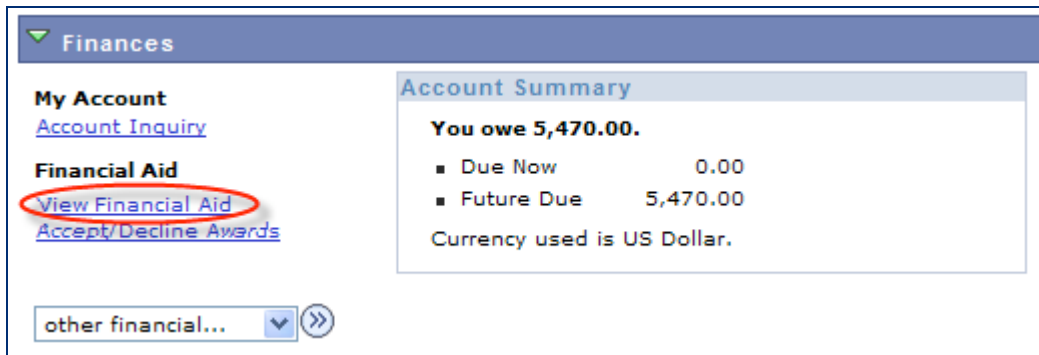 Finances
My Account
Account Inquiry
Financial Aid
View Financial Aid
Accept/Decline Awards
other financial...
Account Summary
You owe 5,470.00.
Due Now 0.00
Future Due 5,470.00
Currency used is US Dollar.